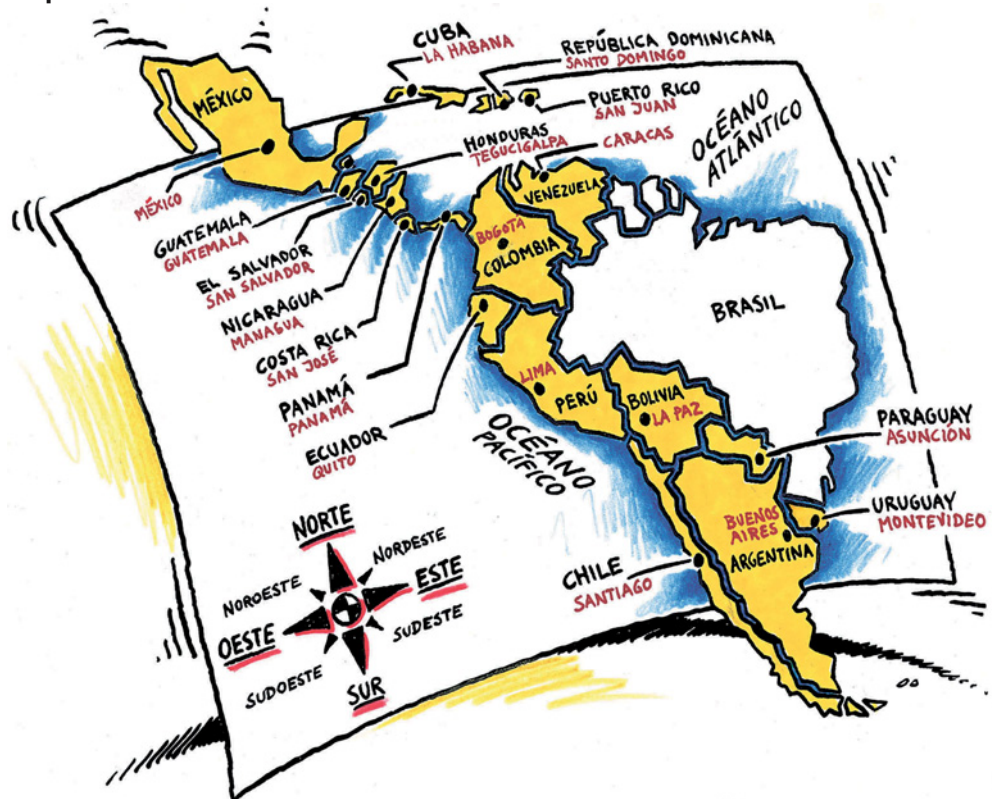 CUBA
LA HABANA
REPÚBLICA DOMINICANA
SANTO DOMINGO
MÉXICO
PUERTO RICO
SAN JUAN
OCÉANO
ATLÁNTICO
HONDURAS
TEGUCIGALPA
CARACAS
MÉXICO
VENEZUELA
GUATEMALA
GUATEMALA
BOGOTA
COLOMBIA
EL SALVADOR
SAN SALVADOR
NICARAGUA
MANAGUA
BRASIL
COSTA RICA
SAN JOSÉ
PANAMÁ
PANAMÁ
LIMA
PERÚ
BOLIVIA
LA PAZ
ECUADOR
QUITO
OCÉANO
PACÍFICO
PARAGUAY
ASUNCIÓN
URUGUAY
MONTEVIDEO
BUENOS
AIRES
ARGENTINA
CHILE
SANTIAGO
NORTE
NOROESTE
NORDESTE
OESTE
ESTE
SUDOESTE
SUDESTE
SUR